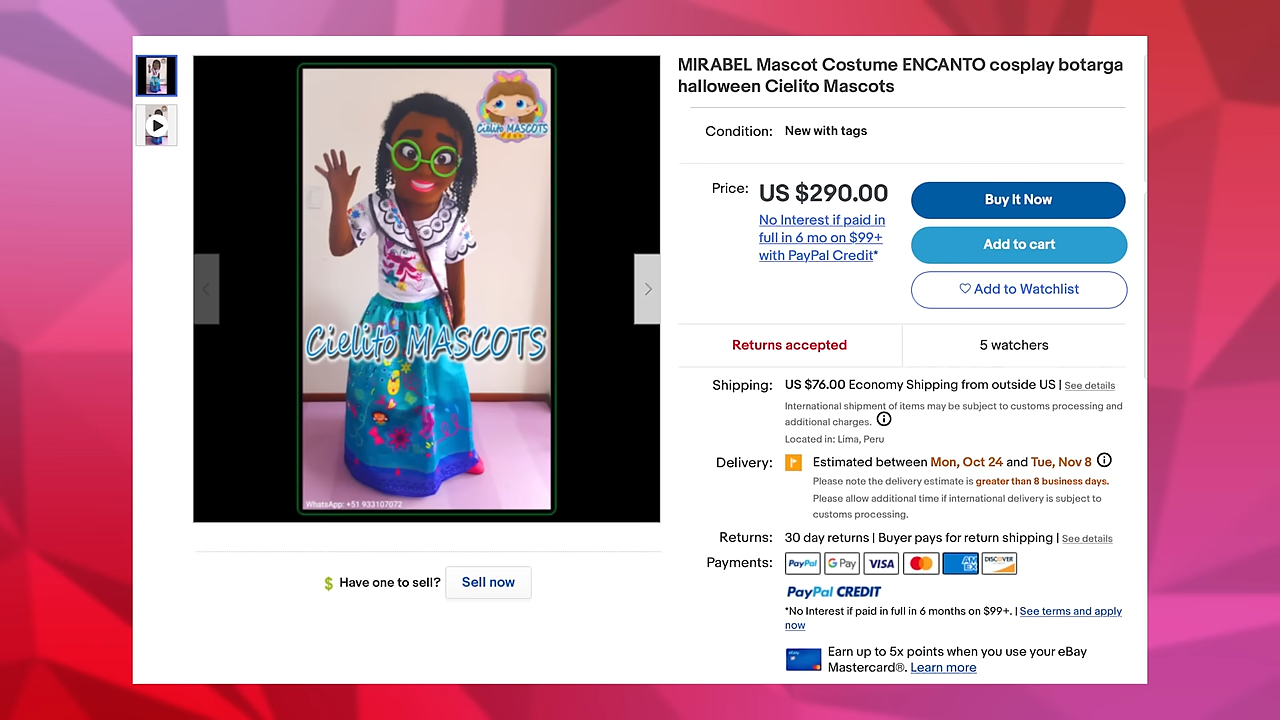 MIRABEL Mascot Costume ENCANTO cosplay botarga
halloween Cielito Mascots
Condition: New with tags
Price: US $290.00
No Interest if paid in
full in 6 mo on $99+
with PayPal Credit*
Buy It Now
Add to cart
Add to Watchlist
Returns accepted
5 watchers
Shipping: US $76.00 Economy Shipping from outside US | See details
International shipment of items may be subject to customs processing and
additional charges.
Located in: Lima, Peru
Delivery: Estimated between Mon, Oct 24 and Tue, Nov 8
Please note the delivery estimate is greater than 8 business days.
Please allow additional time if international delivery is subject to
customs processing.
Returns: 30 day returns | Buyer pays for return shipping | See details
Payments: PayPal G Pay VISA AM EX DISCOVER
PayPal CREDIT
*No Interest if paid in full in 6 months on $99+. | See terms and apply
now
ebay
Earn up to 5x points when you use your eBay
Mastercard®. Learn more
Cielito MASCOTS
Cielito MASCOTS
WhatsApp: +51 933107072
$ Have one to sell? Sell now